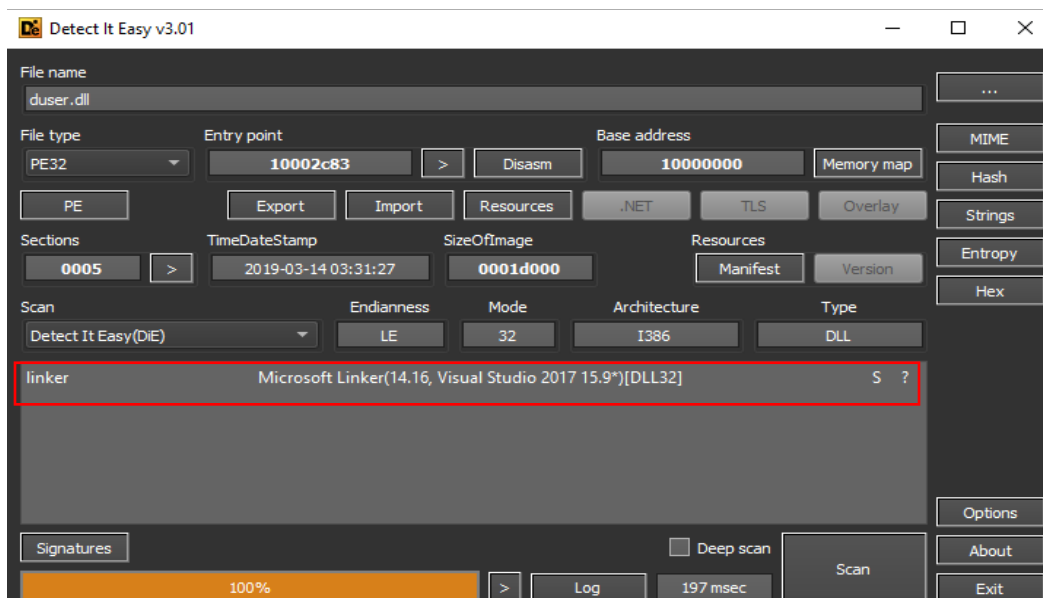 Detect It Easy v3.01
File name
duser.dll
...
File type Entry point Base address
PE32 10002c83 > Disasm 10000000 Memory map
MIME
Hash
PE Export Import Resources .NET TLS Overlay
Strings
Sections TimeDateStamp SizeOfImage Resources
0005 > 2019-03-14 03:31:27 0001d000 Manifest Version
Entropy
Hex
Scan Endianness Mode Architecture Type
Detect It Easy(DiE) LE 32 I386 DLL
linker Microsoft Linker(14.16, Visual Studio 2017 15.9*)[DLL32] S ?
Options
Signatures Deep scan Scan About
100% > Log 197 msec Exit